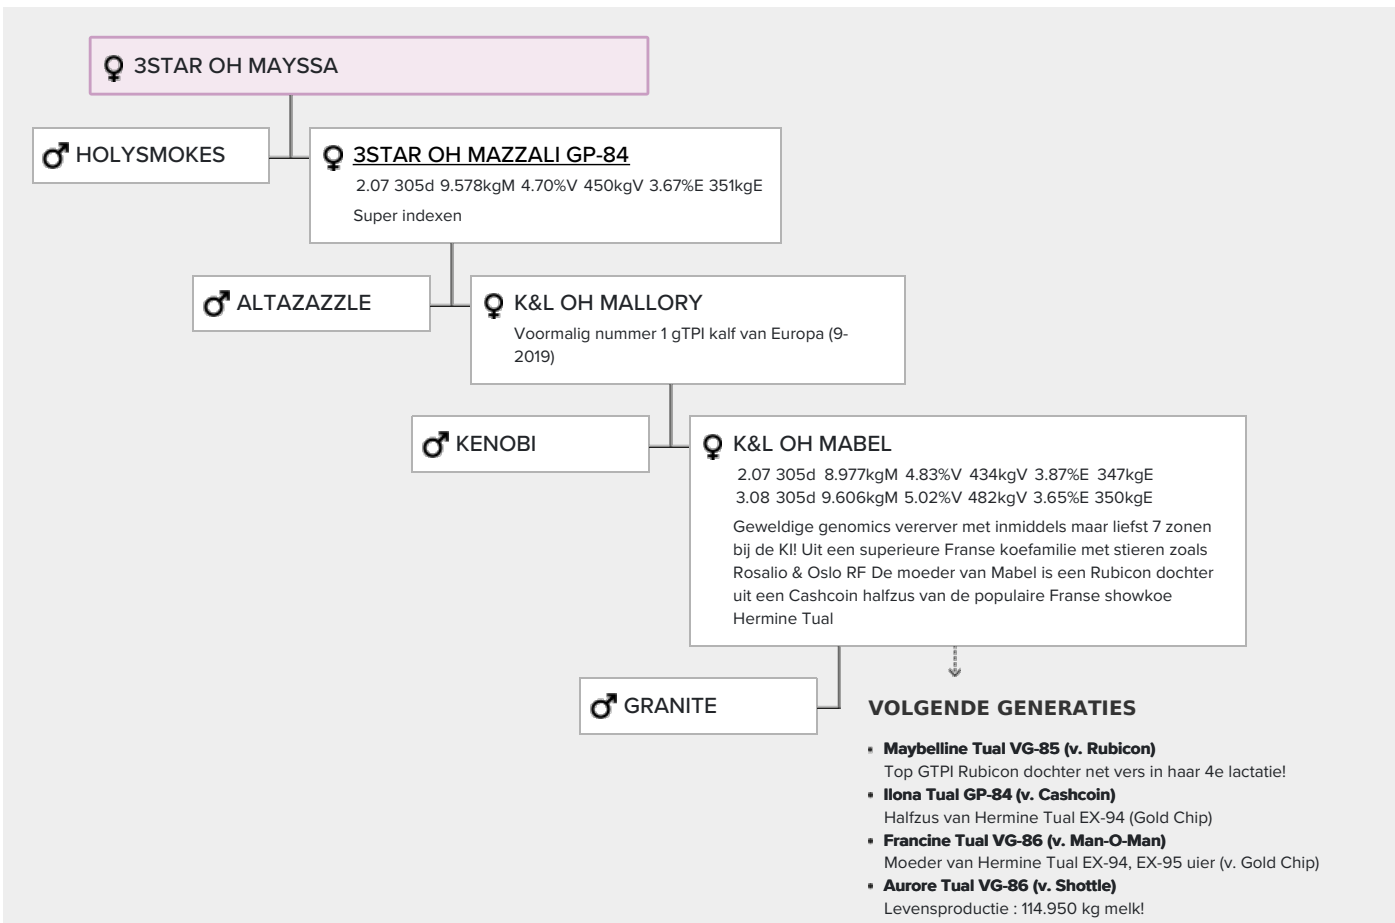 3STAR OH MAYSSA
HOLYSMOKES
3STAR OH MAZZALI GP-84
2.07 305d 9.578kgM 4.70%V 450kgV 3.67%E 351kgE
Super indexen
ALTAZAZZLE
K&L OH MALLORY
Voormalig nummer 1 gTPI kalf van Europa (9-
2019)
KENOBI
K&L OH MABEL
2.07 305d 8.977kgM 4.83%V 434kgV 3.87%E 347kgE
3.08 305d 9.606kgM 5.02%V 482kgV 3.65%E 350kgE
Geweldige genomics vererver met inmiddels maar liefst 7 zonen
bij de KI! Uit een superieure Franse koefamilie met stieren zoals
Rosalio & Oslo RF De moeder van Mabel is een Rubicon dochter
uit een Cashcoin halfzus van de populaire Franse showkoe
Hermine Tual
GRANITE
VOLGENDE GENERATIES
• Maybelline Tual VG-85 (v. Rubicon)
Top GTPI Rubicon dochter net vers in haar 4e lactatie!
• Ilona Tual GP-84 (v. Cashcoin)
Halfzus van Hermine Tual EX-94 (Gold Chip)
• Francine Tual VG-86 (v. Man-O-Man)
Moeder van Hermine Tual EX-94, EX-95 uier (v. Gold Chip)
• Aurore Tual VG-86 (v. Shottle)
Levensproductie : 114.950 kg melk!